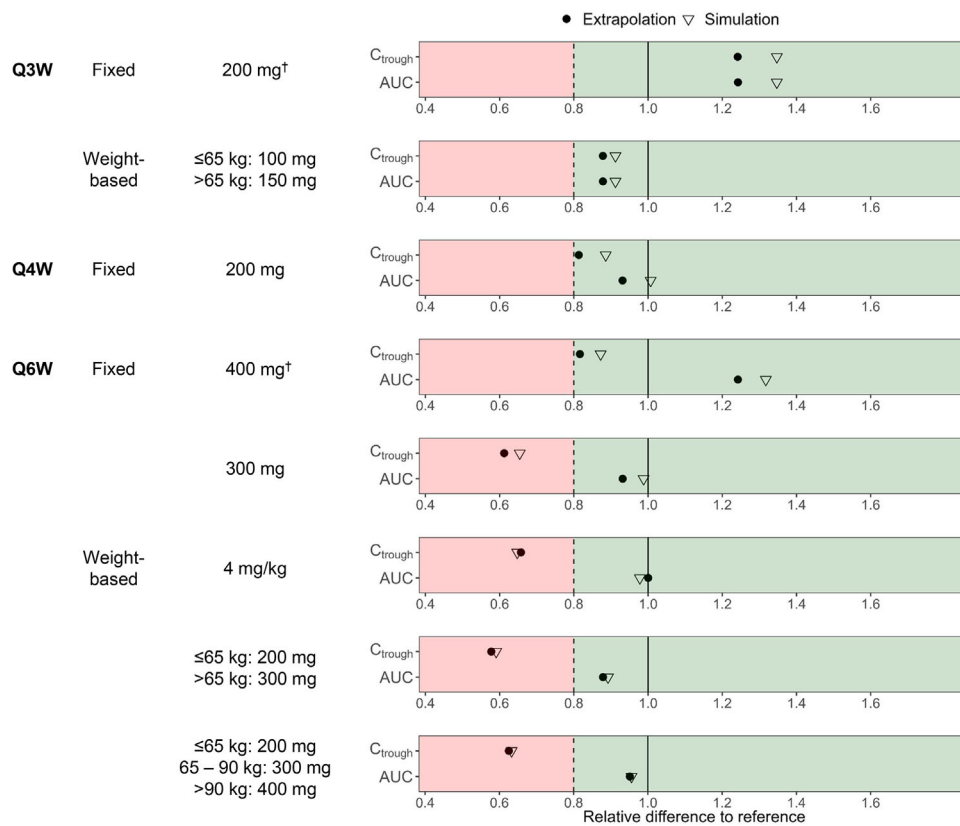 ● Extrapolation ▽ Simulation
Q3W Fixed 200 mg†
C_trough
AUC
0.4 0.6 0.8 1.0 1.2 1.4 1.6
Weight-
based
≤65 kg: 100 mg
>65 kg: 150 mg
C_trough
AUC
0.4 0.6 0.8 1.0 1.2 1.4 1.6
Q4W Fixed 200 mg
C_trough
AUC
0.4 0.6 0.8 1.0 1.2 1.4 1.6
Q6W Fixed 400 mg†
C_trough
AUC
0.4 0.6 0.8 1.0 1.2 1.4 1.6
300 mg
C_trough
AUC
0.4 0.6 0.8 1.0 1.2 1.4 1.6
Weight-
based
4 mg/kg
C_trough
AUC
0.4 0.6 0.8 1.0 1.2 1.4 1.6
≤65 kg: 200 mg
>65 kg: 300 mg
C_trough
AUC
0.4 0.6 0.8 1.0 1.2 1.4 1.6
≤65 kg: 200 mg
65 – 90 kg: 300 mg
>90 kg: 400 mg
C_trough
AUC
0.4 0.6 0.8 1.0 1.2 1.4 1.6
Relative difference to reference